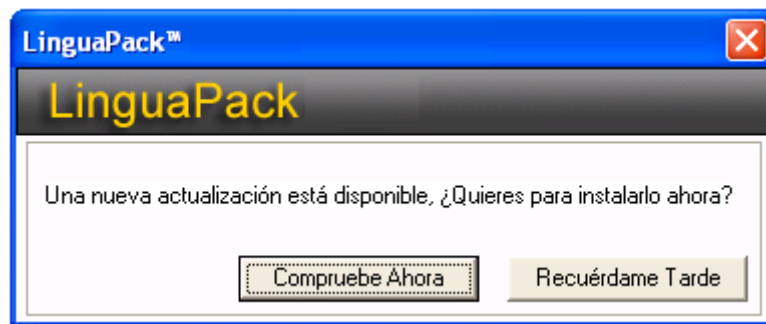 LinguaPack™
LinguaPack
Una nueva actualización está disponible, ¿Quieres para instalarlo ahora?
Compruebe Ahora
Recuérdame Tarde